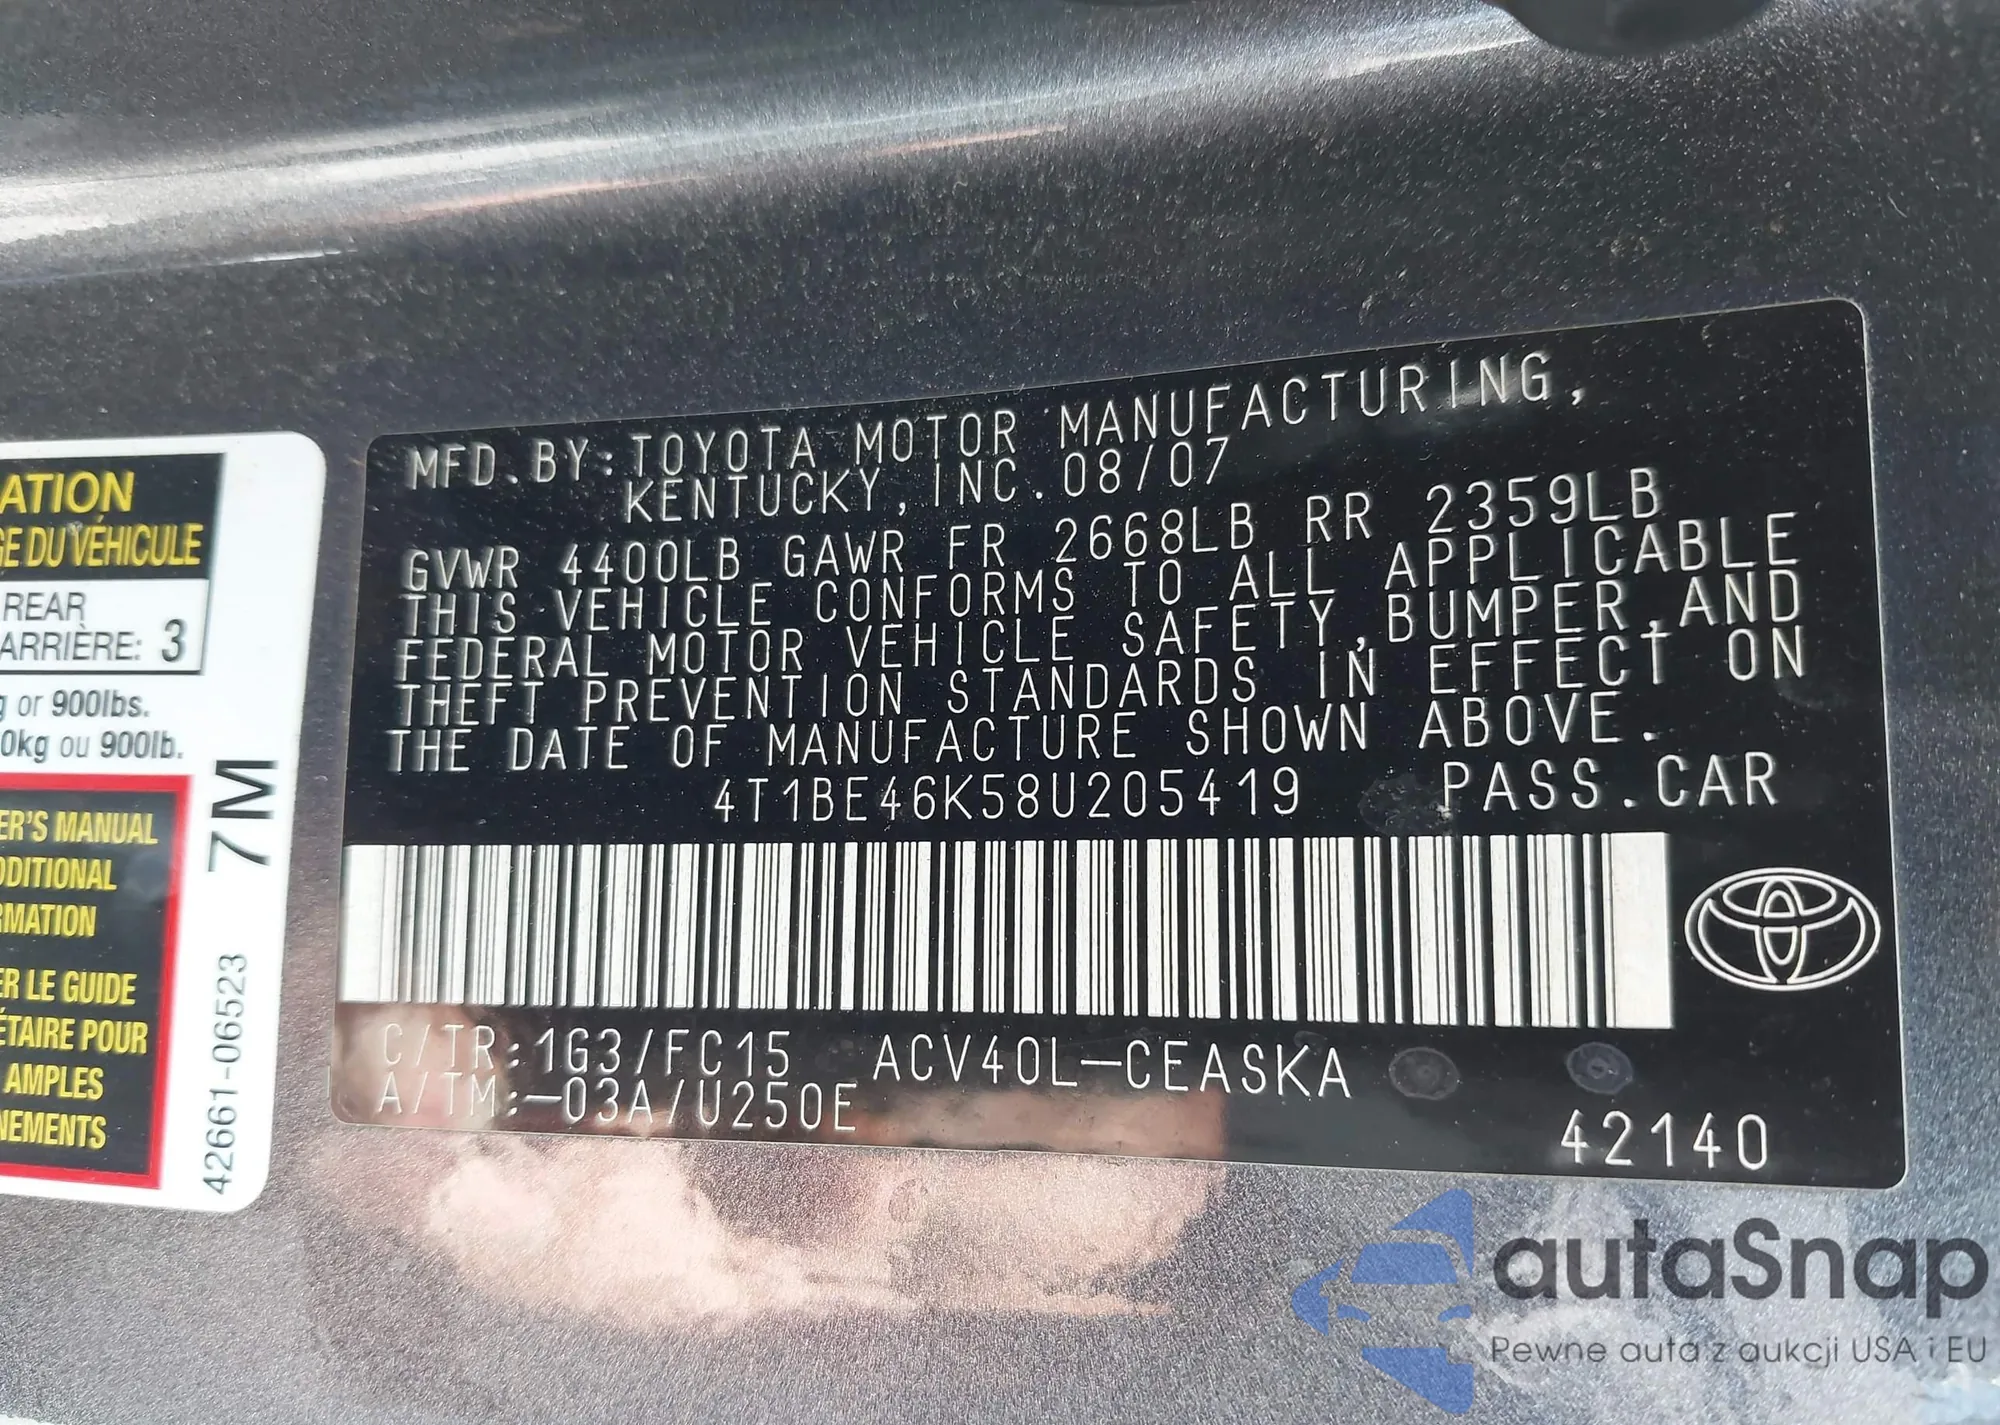 ATION
GE DU VÉHICULE
REAR
ARRIÈRE: 3
g or 900lbs.
0kg ou 900lb.
ER'S MANUAL
DDITIONAL
RMATION
ER LE GUIDE
ÉTAIRE POUR
AMPLES
NEMENTS
7M
42661-06523
MFD.BY:TOYOTA MOTOR MANUFACTURING,
KENTUCKY,INC.08/07
GVWR 4400LB GAWR FR 2668LB RR 2359LB
THIS VEHICLE CONFORMS TO ALL APPLICABLE
FEDERAL MOTOR VEHICLE SAFETY,BUMPER,AND
THEFT PREVENTION STANDARDS IN EFFECT ON
THE DATE OF MANUFACTURE SHOWN ABOVE.
4T1BE46K58U205419 PASS.CAR
C/TR:1G3/FC15 ACV40L-CEASKA
A/TM:-03A/U250E
42140
autaSnap
Pewne auta z aukcji USA i EU